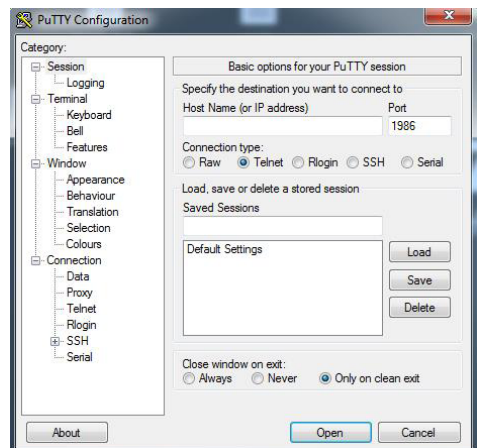 PuTTY Configuration
Category:
Session
Logging
Terminal
Keyboard
Bell
Features
Window
Appearance
Behaviour
Translation
Selection
Colours
Connection
Data
Proxy
Telnet
Rlogin
SSH
Serial
Basic options for your PuTTY session
Specify the destination you want to connect to
Host Name (or IP address) Port
1986
Connection type:
Raw Telnet Rlogin SSH Serial
Load, save or delete a stored session
Saved Sessions
Default Settings
Load
Save
Delete
Close window on exit:
Always Never Only on clean exit
About Open Cancel